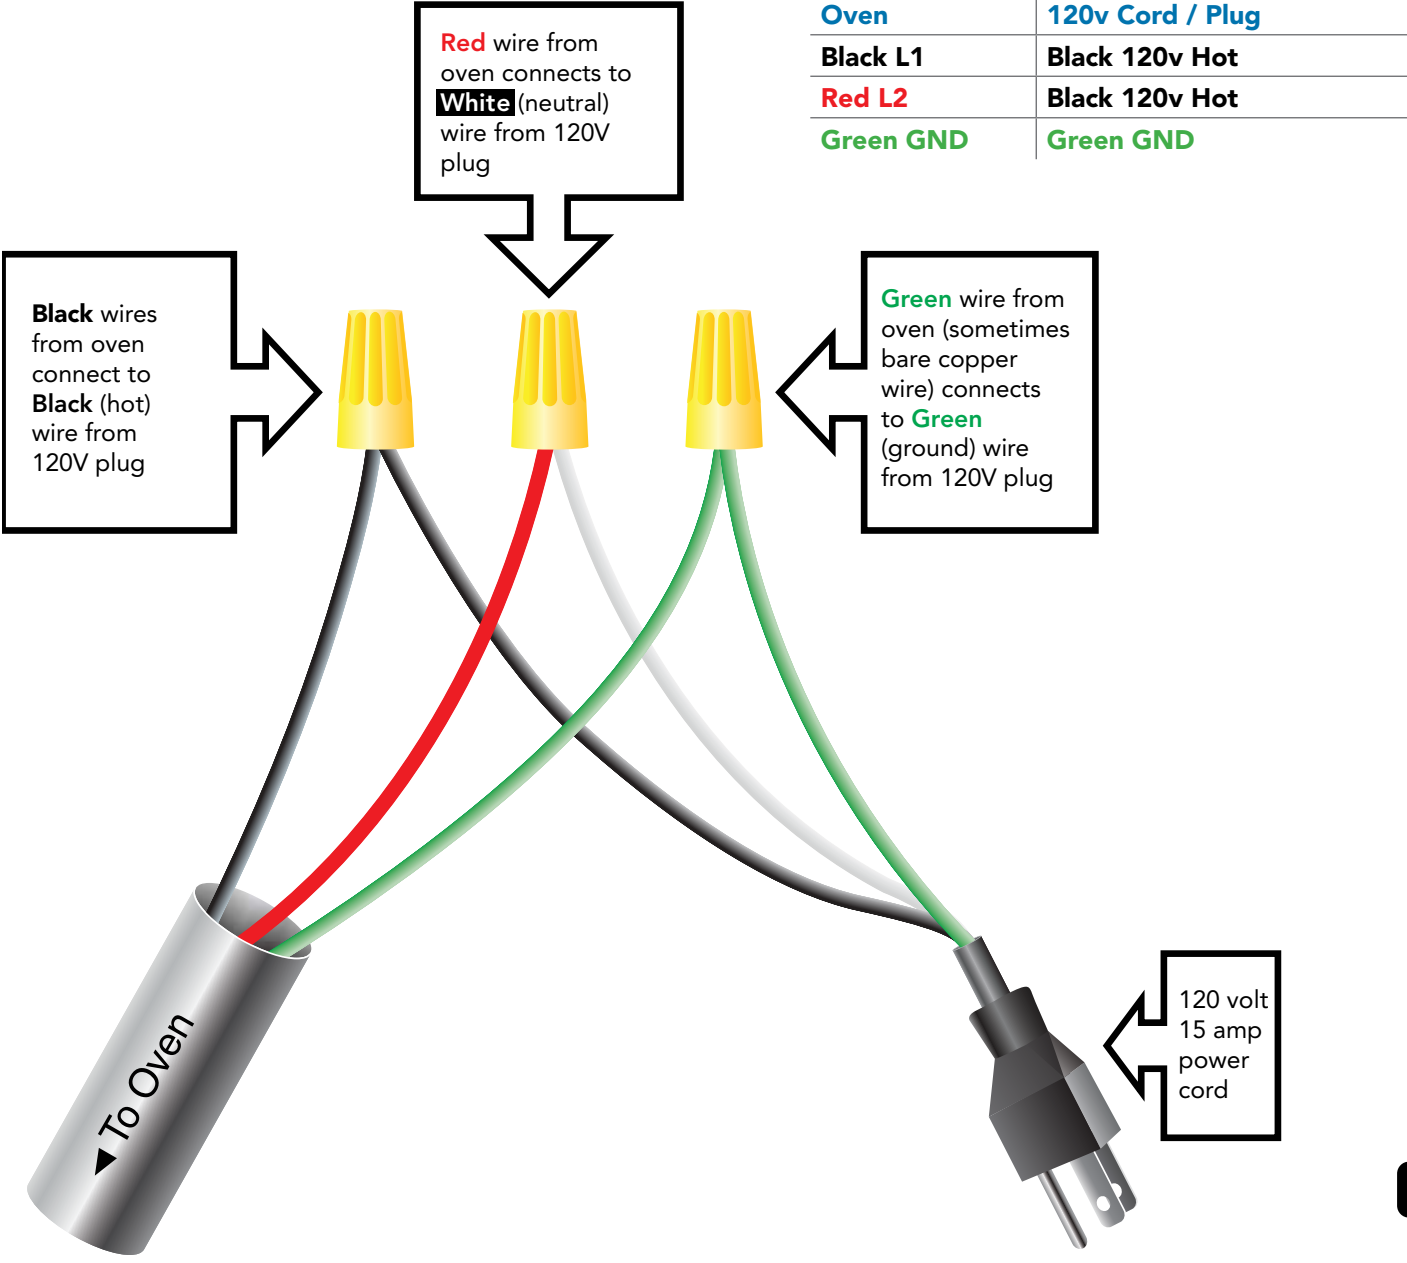 Oven 120v Cord / Plug
Black L1 Black 120v Hot
Red L2 Black 120v Hot
Green GND Green GND
Red wire from
oven connects to
White (neutral)
wire from 120V
plug
Black wires
from oven
connect to
Black (hot)
wire from
120V plug
Green wire from
oven (sometimes
bare copper
wire) connects
to Green
(ground) wire
from 120V plug
◀ To Oven
120 volt
15 amp
power
cord